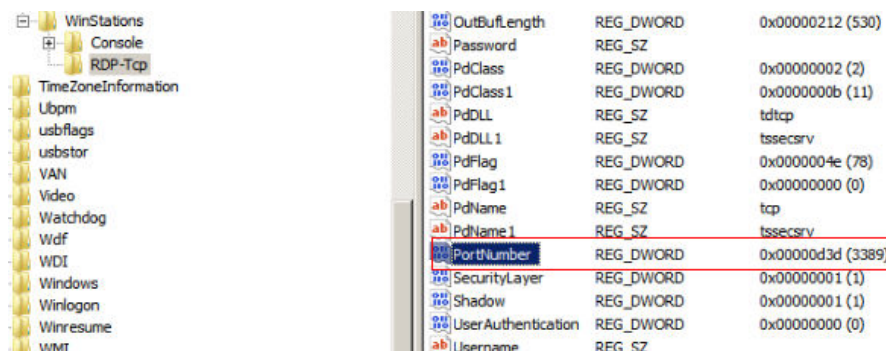 WinStations
Console
RDP-Tcp
TimeZoneInformation
Ubpm
usbflags
usbstor
VAN
Video
Watchdog
Wdf
WDI
Windows
Winlogon
Winresume
WMI
OutBufLength REG_DWORD 0x00000212 (530)
Password REG_SZ
PdClass REG_DWORD 0x00000002 (2)
PdClass1 REG_DWORD 0x0000000b (11)
PdDLL REG_SZ tdtcp
PdDLL1 REG_SZ tssecsrv
PdFlag REG_DWORD 0x0000004e (78)
PdFlag1 REG_DWORD 0x00000000 (0)
PdName REG_SZ tcp
PdName1 REG_SZ tssecsrv
PortNumber REG_DWORD 0x00000d3d (3389)
SecurityLayer REG_DWORD 0x00000001 (1)
Shadow REG_DWORD 0x00000001 (1)
UserAuthentication REG_DWORD 0x00000000 (0)
Username REG_SZ